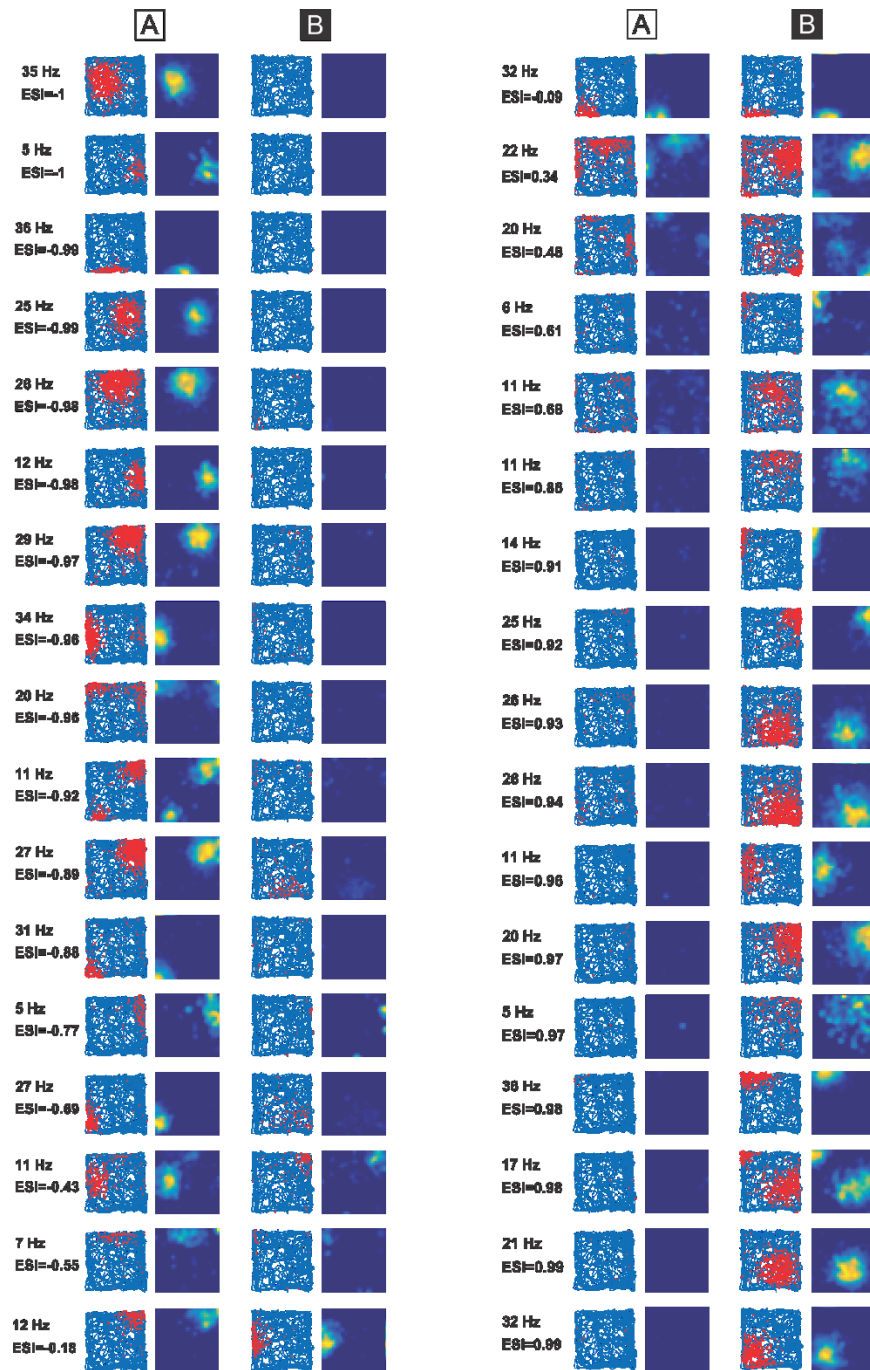 A B
35 Hz
ESI=-1
5 Hz
ESI=-1
36 Hz
ESI=-0.99
25 Hz
ESI=-0.99
26 Hz
ESI=-0.98
12 Hz
ESI=-0.98
29 Hz
ESI=-0.97
34 Hz
ESI=-0.96
20 Hz
ESI=-0.96
11 Hz
ESI=-0.92
27 Hz
ESI=-0.89
31 Hz
ESI=-0.88
5 Hz
ESI=-0.77
27 Hz
ESI=-0.69
11 Hz
ESI=-0.43
7 Hz
ESI=-0.55
12 Hz
ESI=-0.18
A B
32 Hz
ESI=-0.09
22 Hz
ESI=0.34
20 Hz
ESI=0.48
6 Hz
ESI=0.61
11 Hz
ESI=0.68
11 Hz
ESI=0.86
14 Hz
ESI=0.91
25 Hz
ESI=0.92
26 Hz
ESI=0.93
26 Hz
ESI=0.94
11 Hz
ESI=0.96
20 Hz
ESI=0.97
5 Hz
ESI=0.97
36 Hz
ESI=0.98
17 Hz
ESI=0.98
21 Hz
ESI=0.99
32 Hz
ESI=0.99